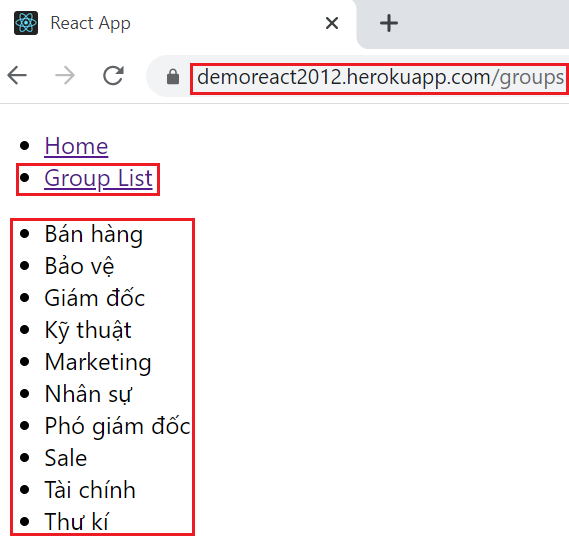 React App
demoreact2012.herokuapp.com/groups
Home
Group List
Bán hàng
Bảo vệ
Giám đốc
Kỹ thuật
Marketing
Nhân sự
Phó giám đốc
Sale
Tài chính
Thư kí